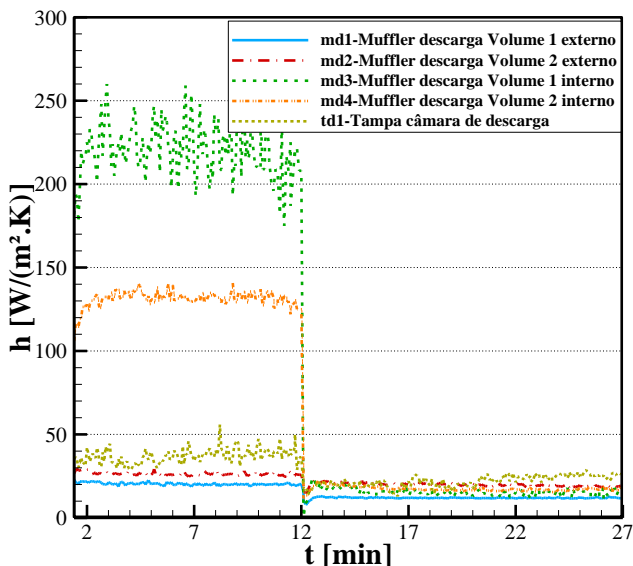 md1-Muffler descarga Volume 1 externo
md2-Muffler descarga Volume 2 externo
md3-Muffler descarga Volume 1 interno
md4-Muffler descarga Volume 2 interno
td1-Tampa câmara de descarga
h [W/(m².K)]
300
250
200
150
100
50
0
2 7 12 17 22 27
t [min]